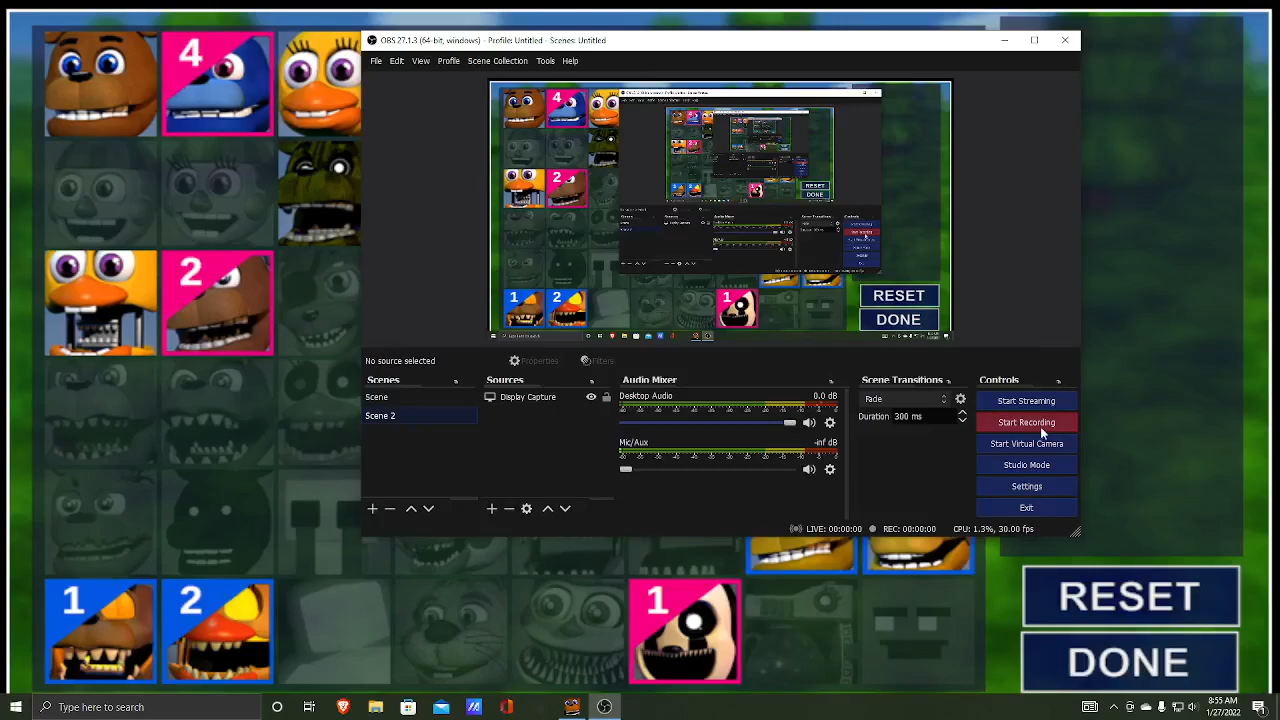 4
OBS 27.1.3 (64-bit, windows) - Profile: Untitled - Scenes: Untitled
File Edit View Profile Scene Collection Tools Help
4
2
RESET
DONE
2
1 2 1
RESET
DONE
No source selected Properties Filters
Scenes Sources Audio Mixer Scene Transitions Controls
Scene Display Capture Desktop Audio 0.0 dB Fade Start Streaming
Scene 2 Duration 300 ms Start Recording
Mic/Aux -inf dB Start Virtual Camera
Studio Mode
Settings
Exit
LIVE: 00:00:00 REC: 00:00:00 CPU: 1.3%, 30.00 fps
1 2 1
RESET
DONE
Type here to search
8:55 AM
1/27/2022